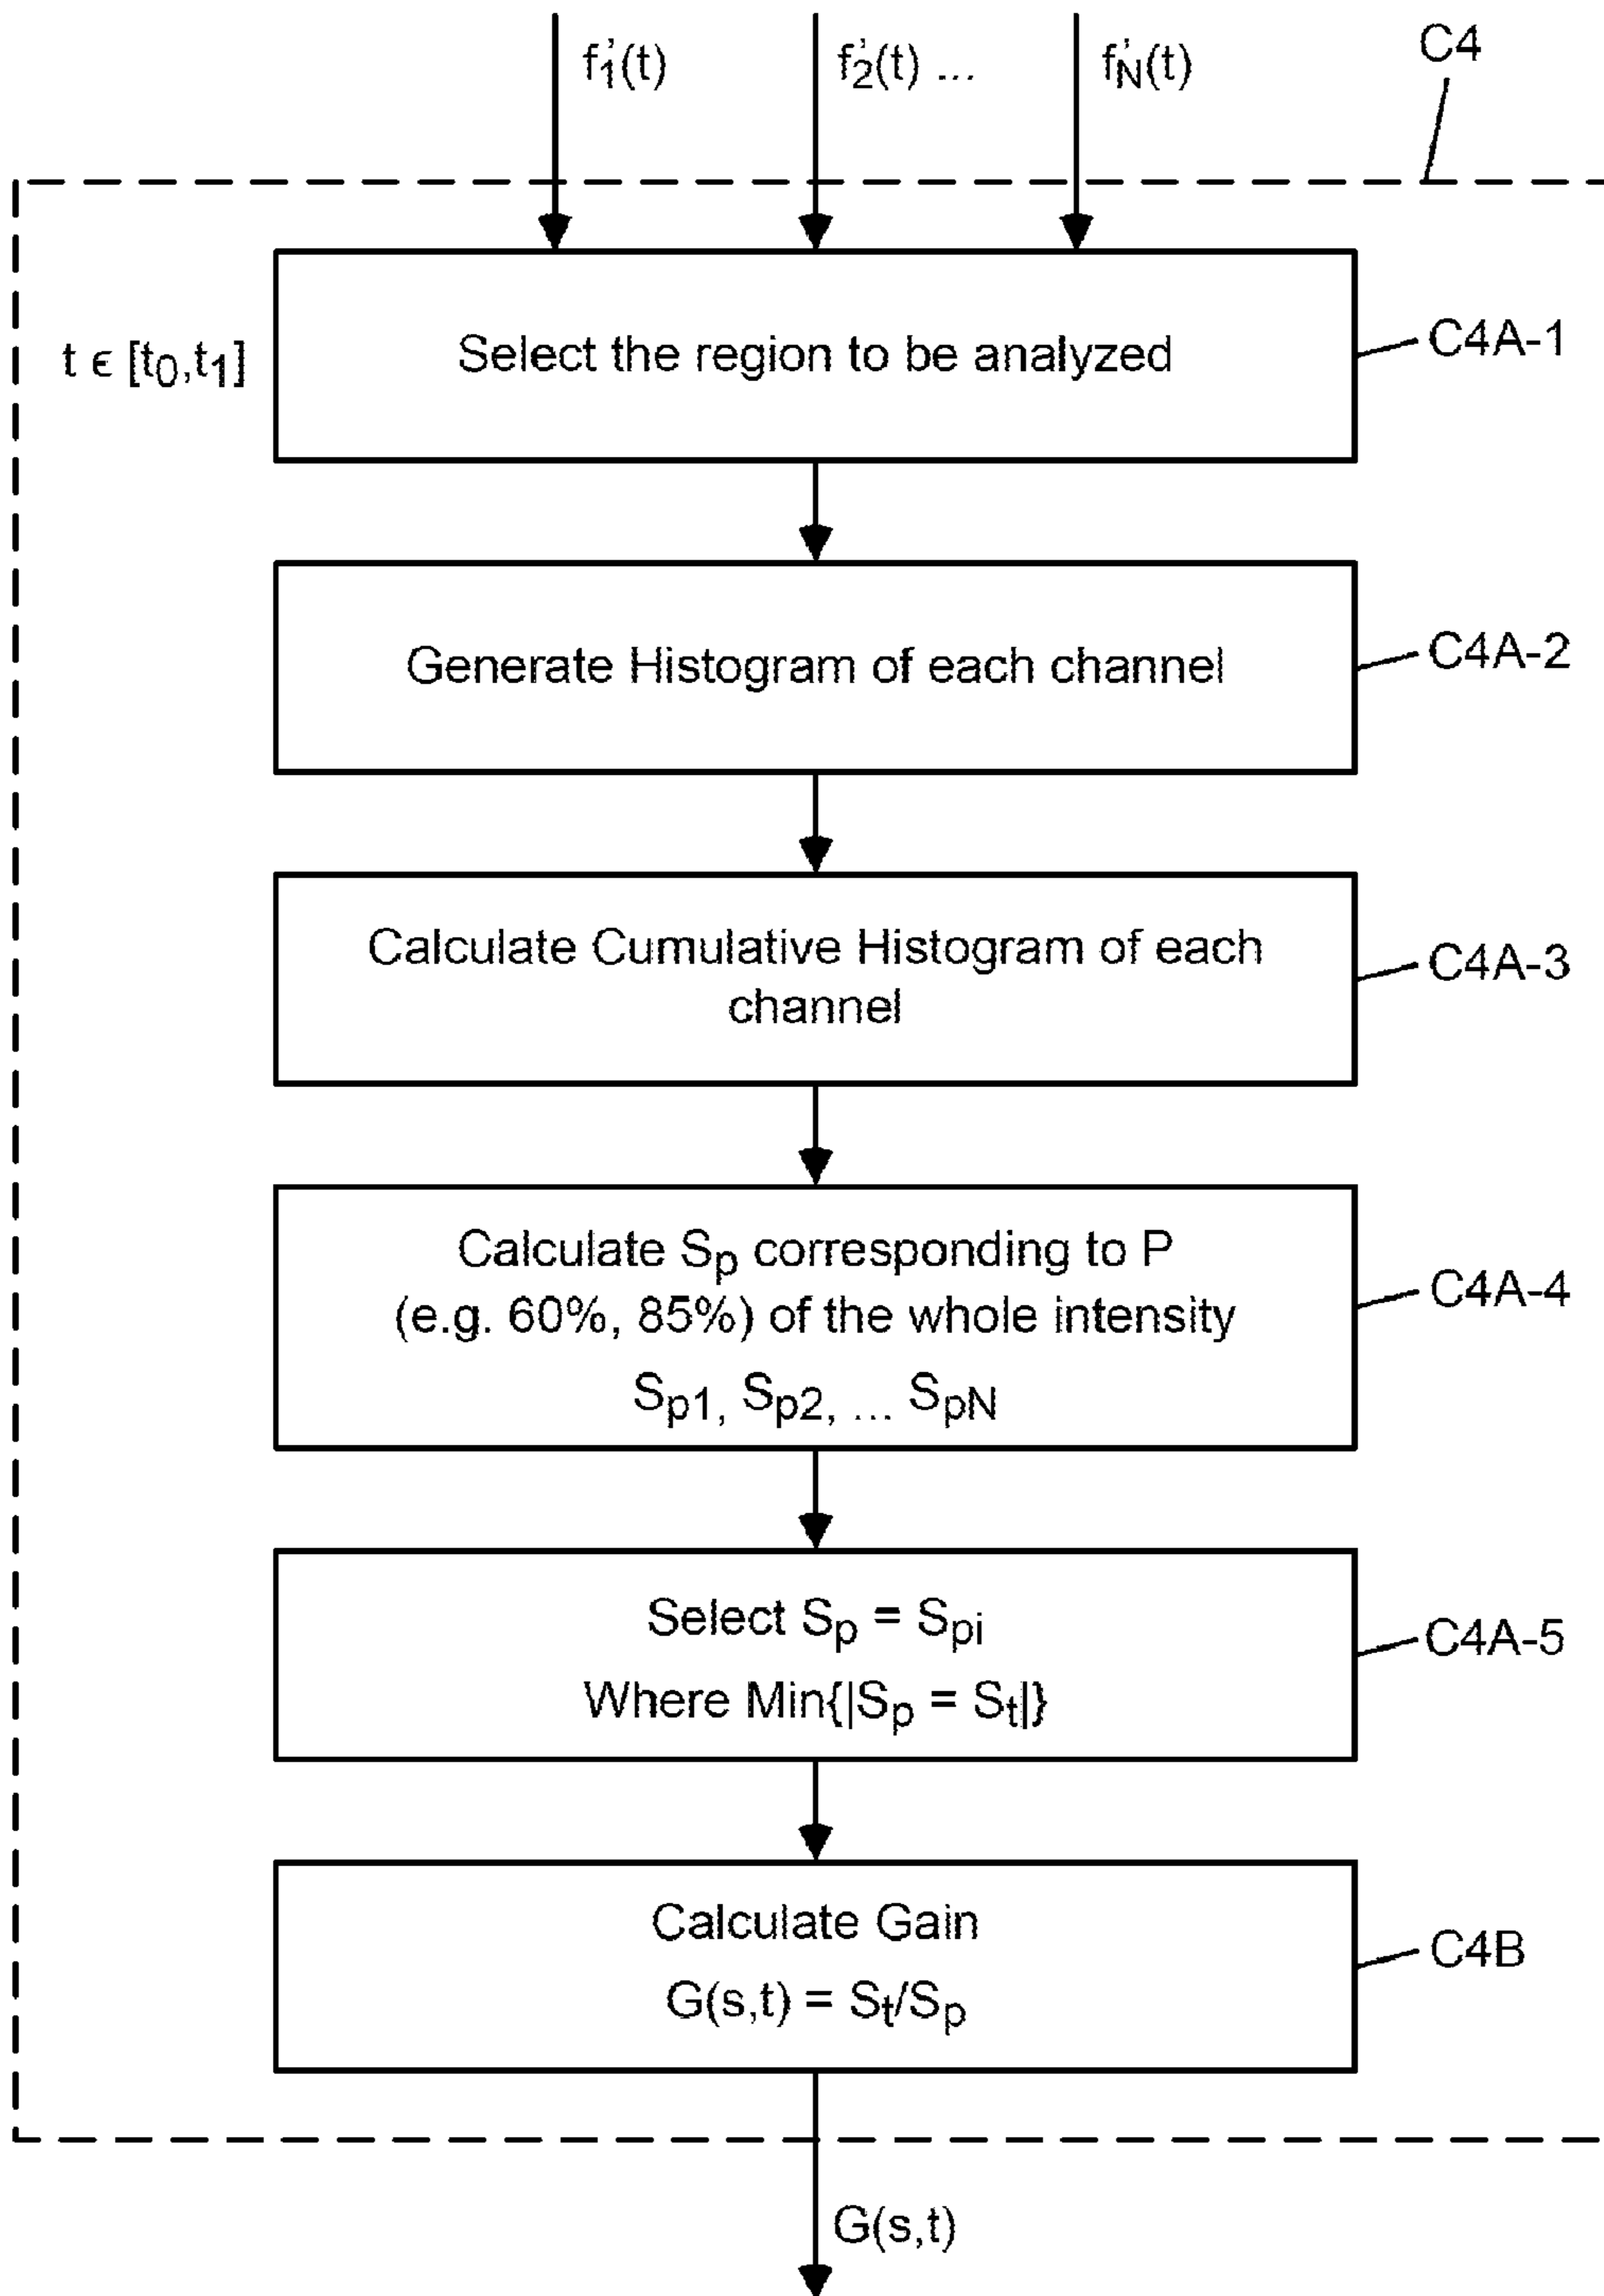 f'1(t) f'2(t) ... f'N(t)
C4
t ϵ [t0,t1]
Select the region to be analyzed
C4A-1
Generate Histogram of each channel
C4A-2
Calculate Cumulative Histogram of each
channel
C4A-3
Calculate Sp corresponding to P
(e.g. 60%, 85%) of the whole intensity
Sp1, Sp2, ... SpN
C4A-4
Select Sp = Spi
Where Min{|Sp = St|}
C4A-5
Calculate Gain
G(s,t) = St/Sp
C4B
G(s,t)